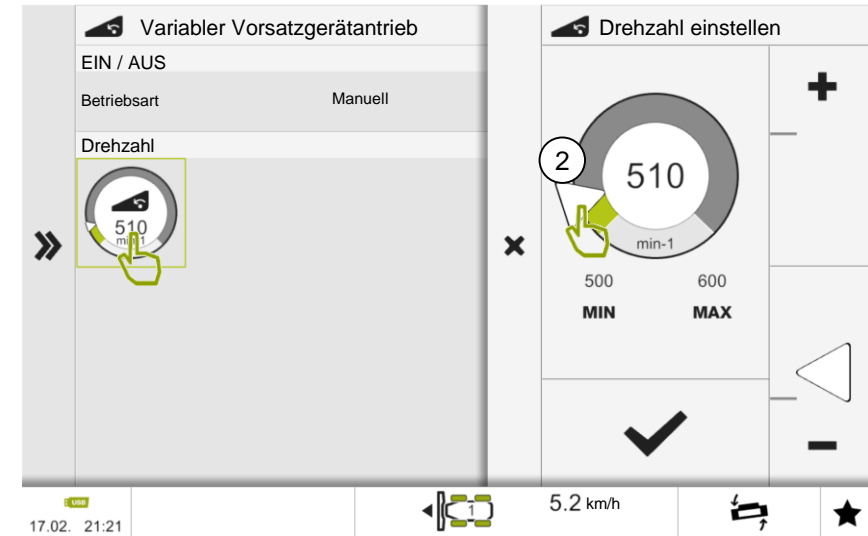 Variabler Vorsatzgerätantrieb
EIN / AUS
Betriebsart Manuell
Drehzahl
510
min-1
Drehzahl einstellen
2
510
min-1
500 600
MIN MAX
USB
17.02. 21:21
1
5.2 km/h